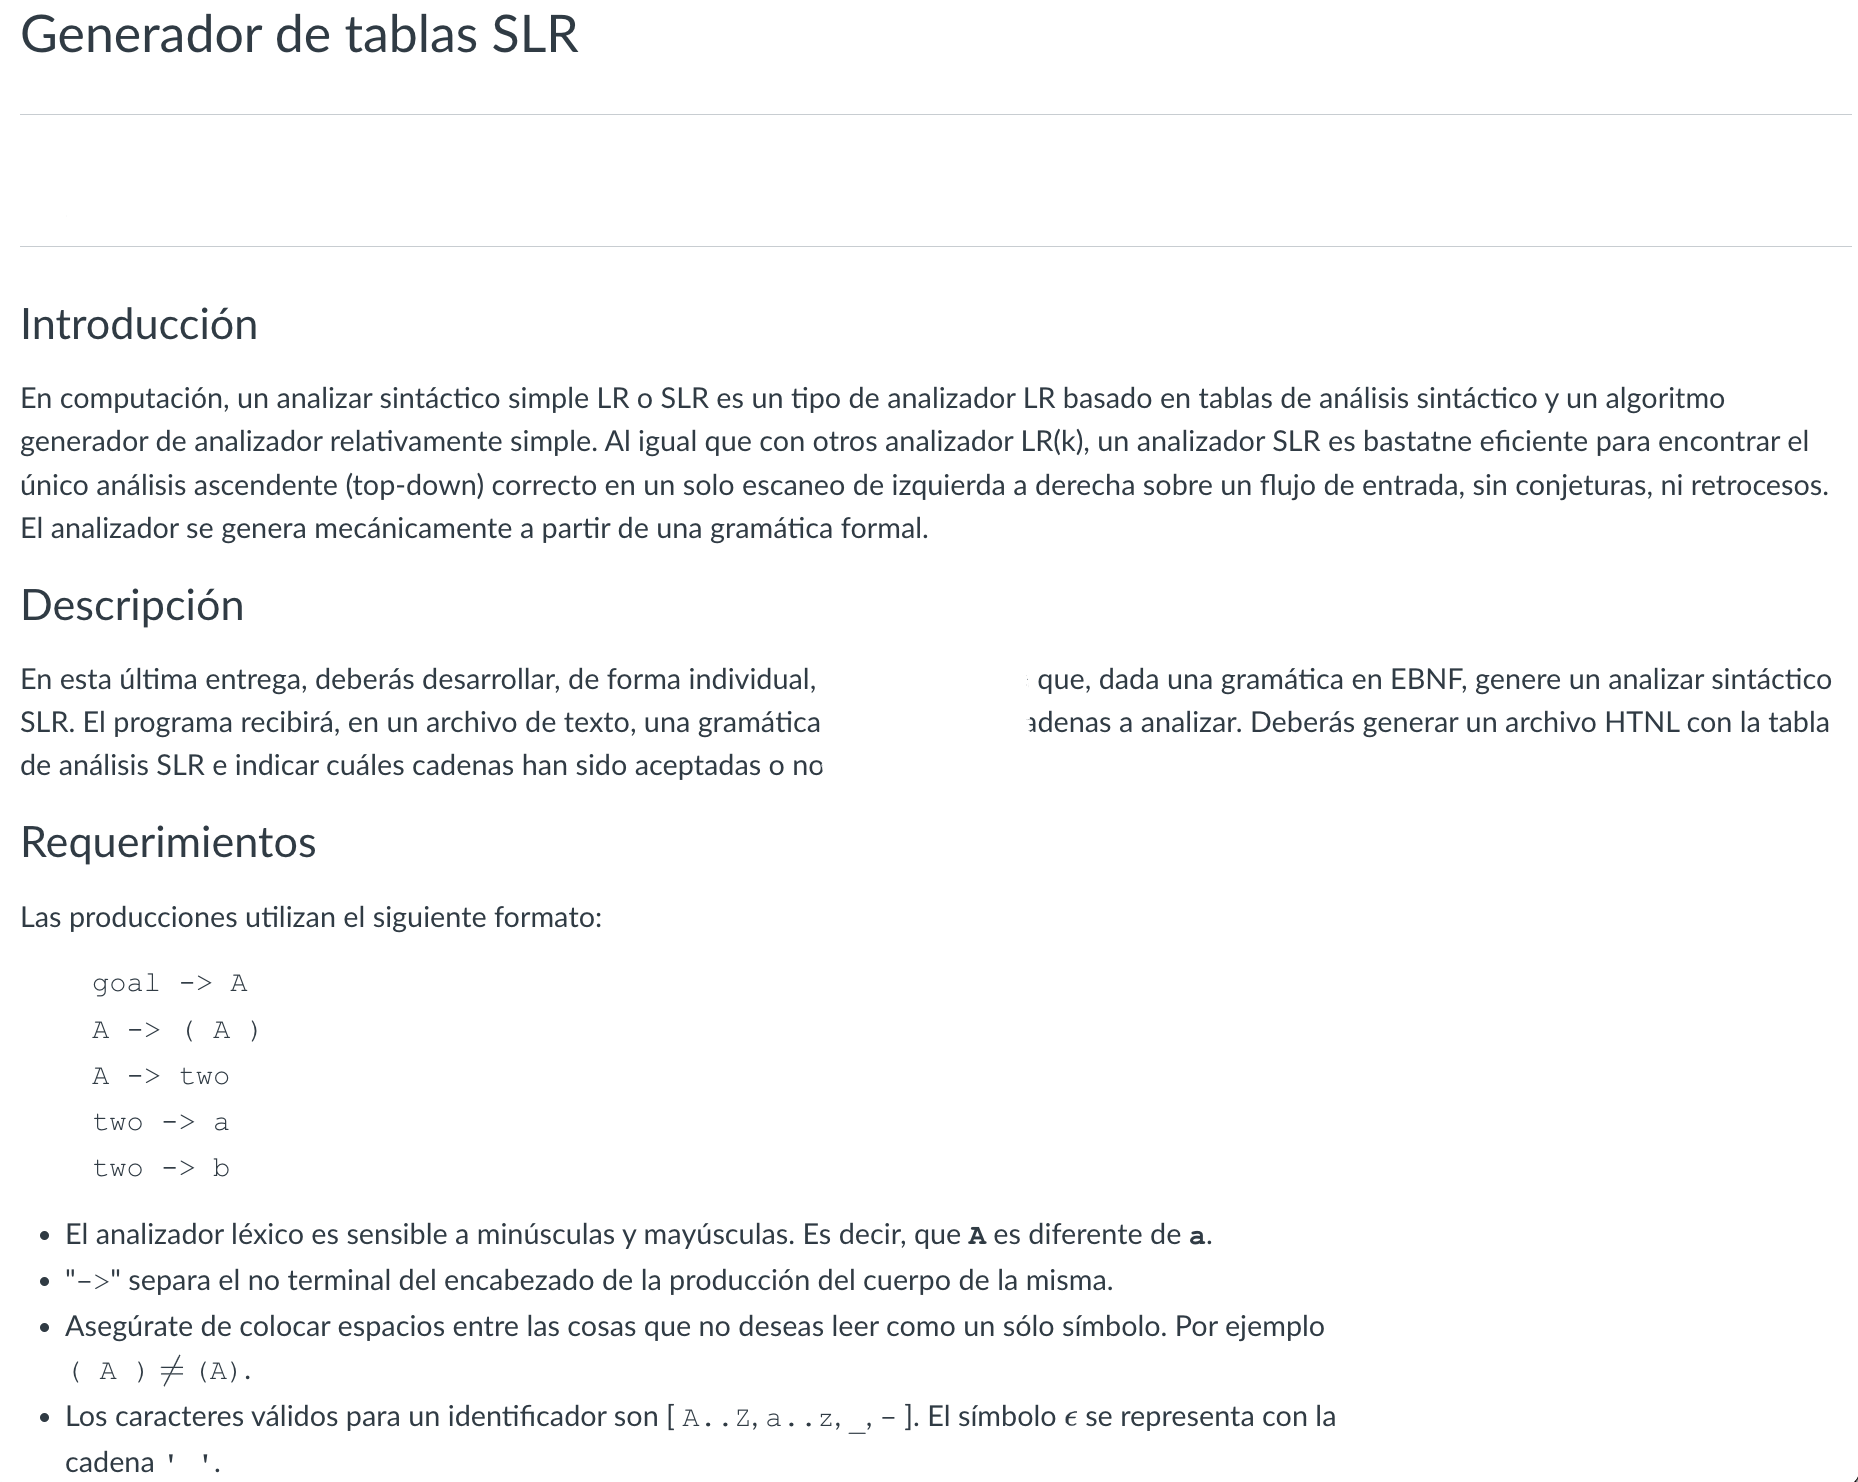 Generador de tablas SLR
Introducción
En computación, un analizar sintáctico simple LR o SLR es un tipo de analizador LR basado en tablas de análisis sintáctico y un algoritmo
generador de analizador relativamente simple. Al igual que con otros analizador LR(k), un analizador SLR es bastatne eficiente para encontrar el
único análisis ascendente (top-down) correcto en un solo escaneo de izquierda a derecha sobre un flujo de entrada, sin conjeturas, ni retrocesos.
El analizador se genera mecánicamente a partir de una gramática formal.
Descripción
En esta última entrega, deberás desarrollar, de forma individual, que, dada una gramática en EBNF, genere un analizar sintáctico
SLR. El programa recibirá, en un archivo de texto, una gramática adenas a analizar. Deberás generar un archivo HTNL con la tabla
de análisis SLR e indicar cuáles cadenas han sido aceptadas o no
Requerimientos
Las producciones utilizan el siguiente formato:
goal -> A
A -> ( A )
A -> two
two -> a
two -> b
• El analizador léxico es sensible a minúsculas y mayúsculas. Es decir, que A es diferente de a.
• "->" separa el no terminal del encabezado de la producción del cuerpo de la misma.
• Asegúrate de colocar espacios entre las cosas que no deseas leer como un sólo símbolo. Por ejemplo
( A ) ≠ (A).
• Los caracteres válidos para un identificador son [ A..Z, a..z, _, - ]. El símbolo ϵ se representa con la
cadena ' '.